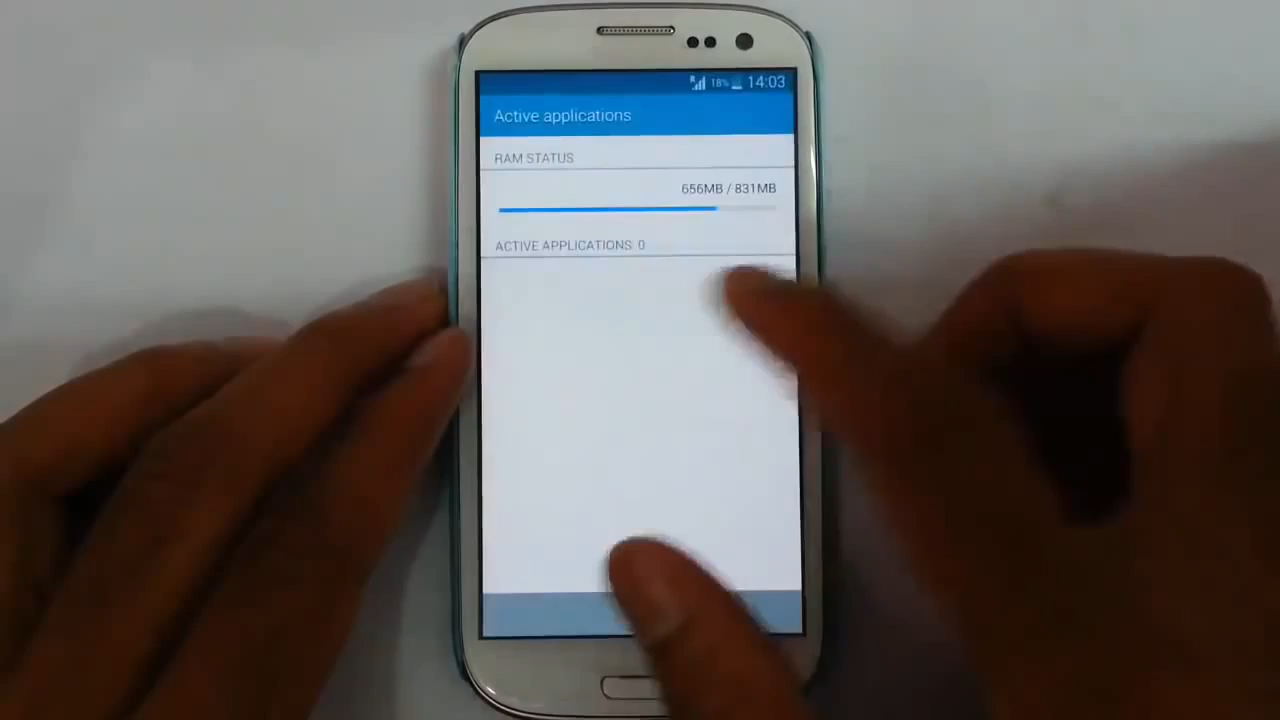 18% 14:03
Active applications
RAM STATUS
656MB / 831MB
ACTIVE APPLICATIONS: 0